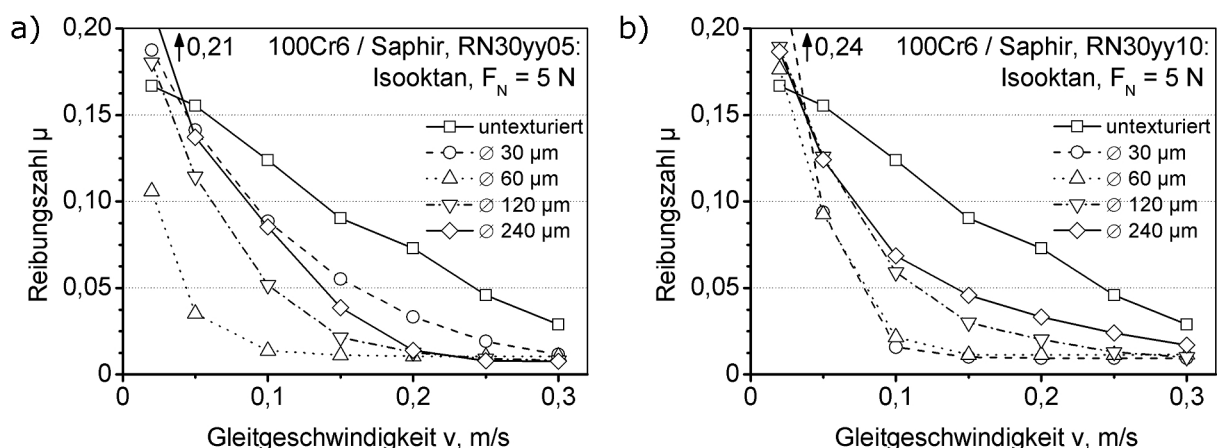 a)
0,20
0,15
0,10
0,05
0
Reibungszahl µ
0,21
100Cr6 / Saphir, RN30yy05:
Isooktan, F_N = 5 N
untexturiert
∅ 30 µm
∅ 60 µm
∅ 120 µm
∅ 240 µm
0 0,1 0,2 0,3
Gleitgeschwindigkeit v, m/s
b)
0,20
0,15
0,10
0,05
0
Reibungszahl µ
0,24
100Cr6 / Saphir, RN30yy10:
Isooktan, F_N = 5 N
untexturiert
∅ 30 µm
∅ 60 µm
∅ 120 µm
∅ 240 µm
0 0,1 0,2 0,3
Gleitgeschwindigkeit v, m/s